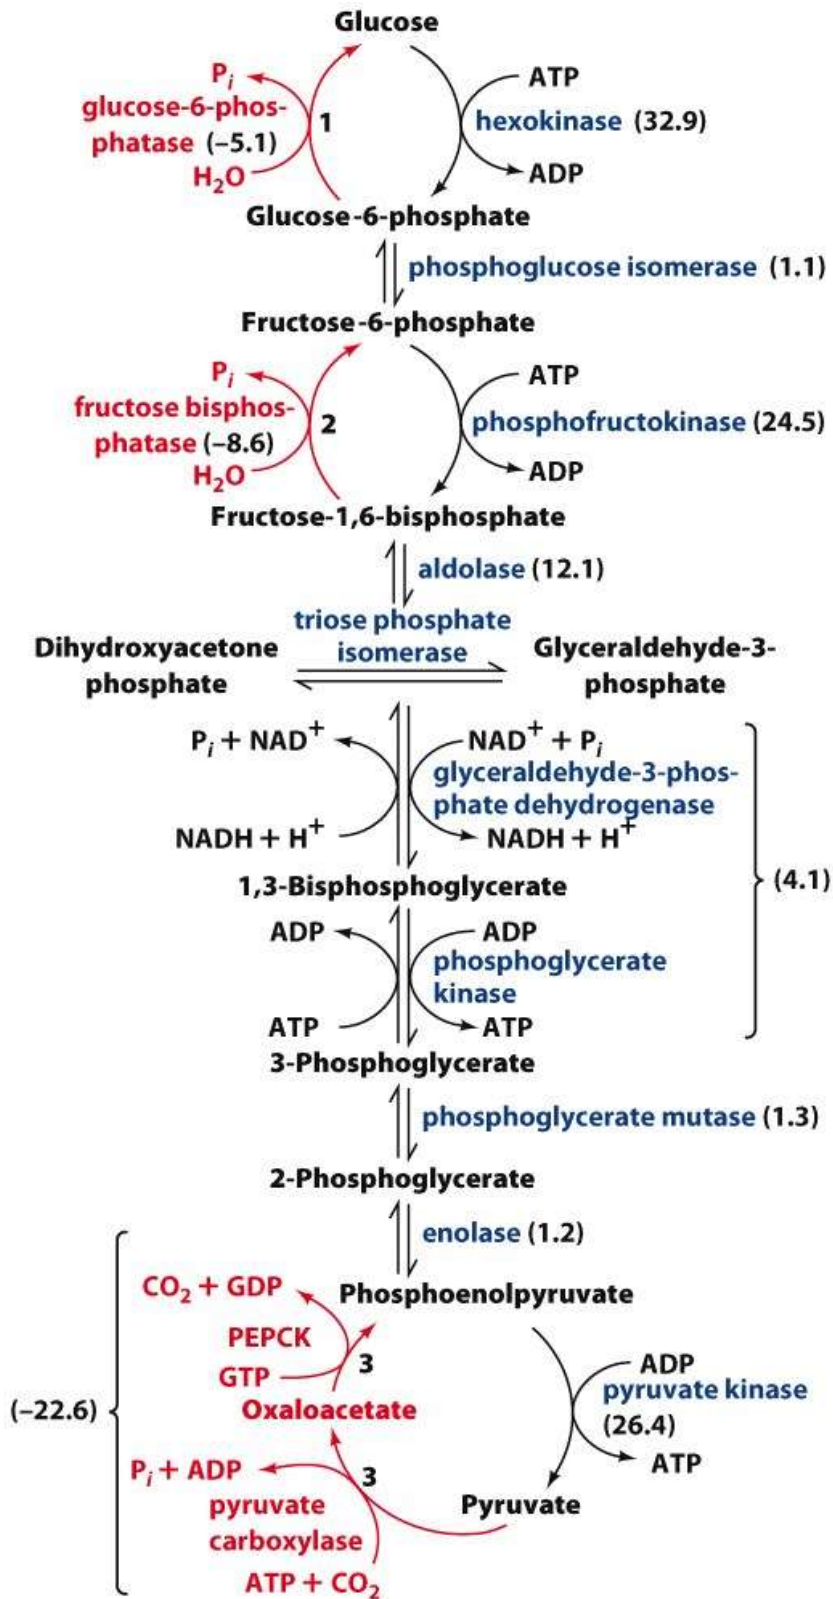 Glucose
P𝑖
ATP
glucose-6-phos-
phatase (–5.1)
1
hexokinase (32.9)
H₂O
ADP
Glucose-6-phosphate
phosphoglucose isomerase (1.1)
Fructose-6-phosphate
P𝑖
ATP
fructose bisphos-
phatase (–8.6)
2
phosphofructokinase (24.5)
H₂O
ADP
Fructose-1,6-bisphosphate
aldolase (12.1)
triose phosphate
isomerase
Dihydroxyacetone
phosphate
Glyceraldehyde-3-
phosphate
P𝑖 + NAD⁺
NAD⁺ + P𝑖
glyceraldehyde-3-phos-
phate dehydrogenase
NADH + H⁺
NADH + H⁺
1,3-Bisphosphoglycerate
(4.1)
ADP
ADP
phosphoglycerate
kinase
ATP
ATP
3-Phosphoglycerate
phosphoglycerate mutase (1.3)
2-Phosphoglycerate
enolase (1.2)
CO₂ + GDP
Phosphoenolpyruvate
PEPCK
3
GTP
ADP
pyruvate kinase
(26.4)
(–22.6)
Oxaloacetate
ATP
P𝑖 + ADP
3
Pyruvate
pyruvate
carboxylase
ATP + CO₂